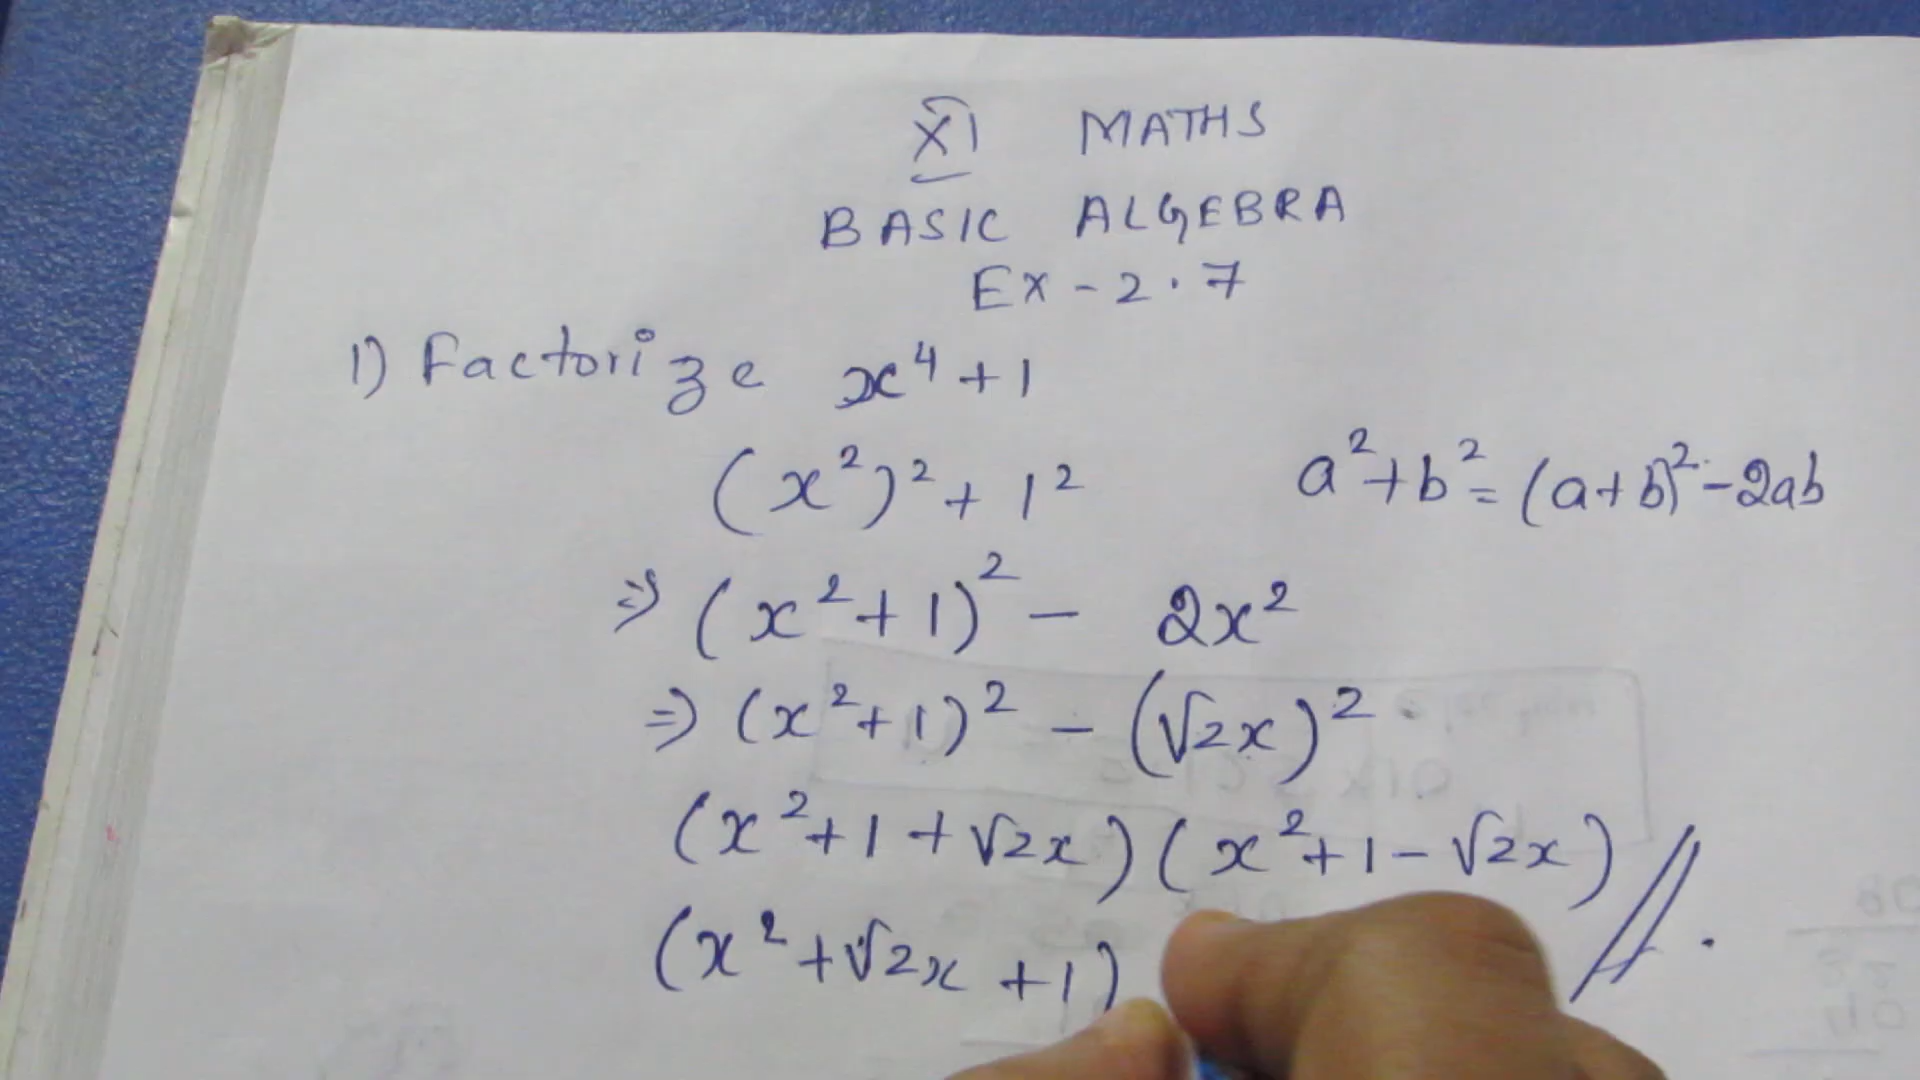 XI MATHS
BASIC ALGEBRA
Ex - 2.7
1) Factorize x⁴ + 1
(x²)² + 1²
a² + b² = (a + b)² - 2ab
⇒ (x² + 1)² - 2x²
⇒ (x² + 1)² - (√2x)²
(x² + 1 + √2x) (x² + 1 - √2x) //.
(x² + √2x + 1)